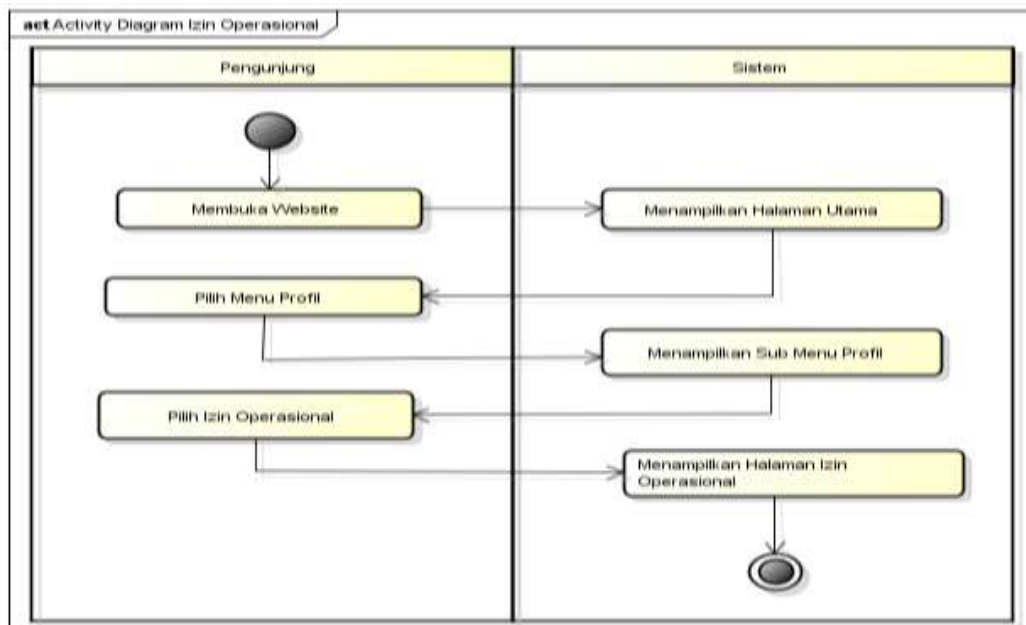 act Activity Diagram Izin Operasional
Pengunjung
Sistem
Membuka Website
Menampilkan Halaman Utama
Pilih Menu Profil
Menampilkan Sub Menu Profil
Pilih Izin Operasional
Menampilkan Halaman Izin
Operasional